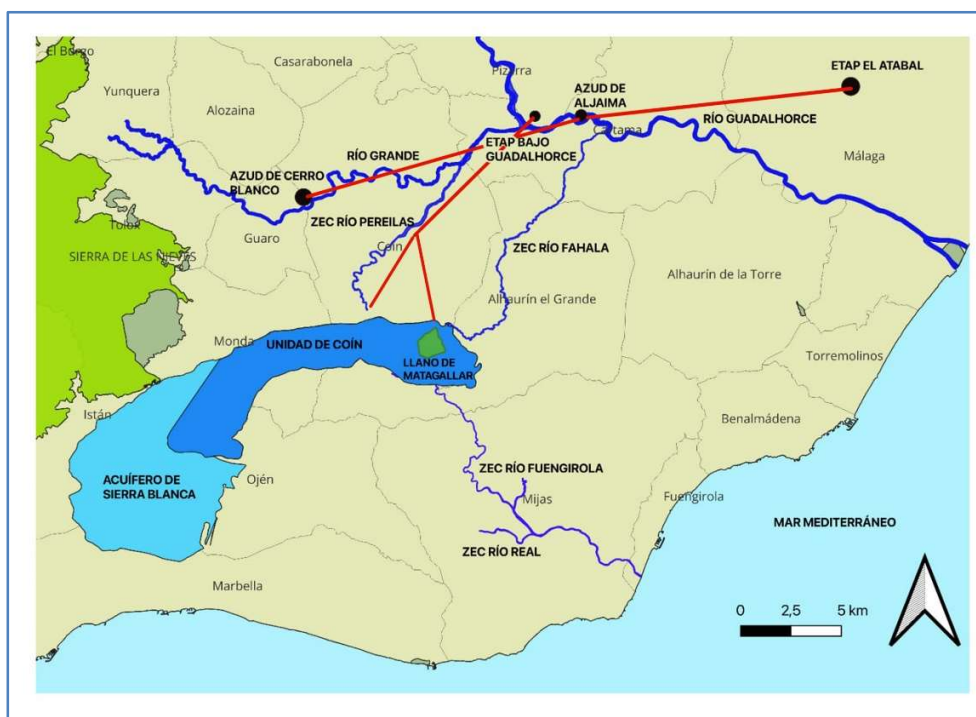 El Burgo
Casarabonela
Pizarra
ETAP EL ATABAL
Yunquera
Alozaina
AZUD DE
ALJAIMA
Cártama
RÍO GUADALHORCE
ETAP BAJO
GUADALHORCE
Málaga
RÍO GRANDE
AZUD DE CERRO
BLANCO
ZEC RÍO PEREILAS
Guaro
Coín
ZEC RÍO FAHALA
Tolox
SIERRA DE LAS NIEVES
Alhaurín de la Torre
Alhaurín el Grande
Monda
UNIDAD DE COÍN
LLANO DE
MATAGALLAR
Torremolinos
Istán
Benalmádena
ACUÍFERO DE
SIERRA BLANCA
Ojén
ZEC RÍO FUENGIROLA
Mijas
Fuengirola
MAR MEDITERRÁNEO
ZEC RÍO REAL
Marbella
0 2,5 5 km